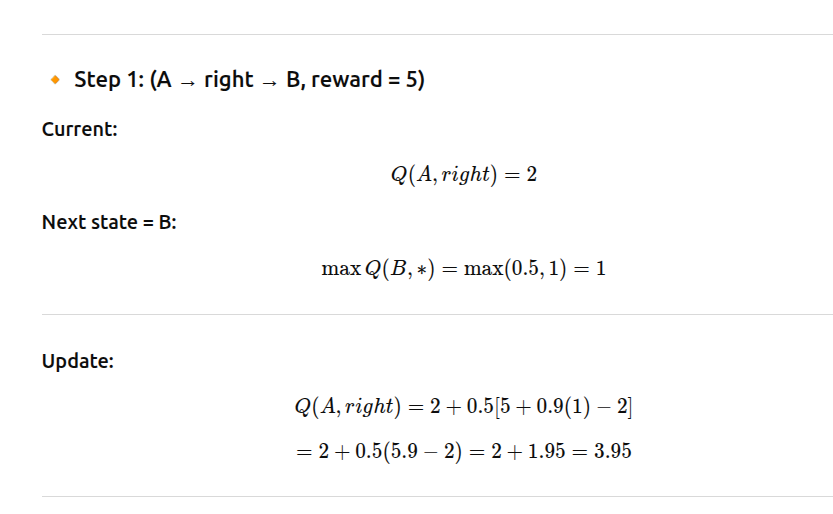 🔸 Step 1: (A → right → B, reward = 5)
Current:
Q(A, right) = 2
Next state = B:
max Q(B, ∗) = max(0.5, 1) = 1
Update:
Q(A, right) = 2 + 0.5[5 + 0.9(1) − 2]
= 2 + 0.5(5.9 − 2) = 2 + 1.95 = 3.95